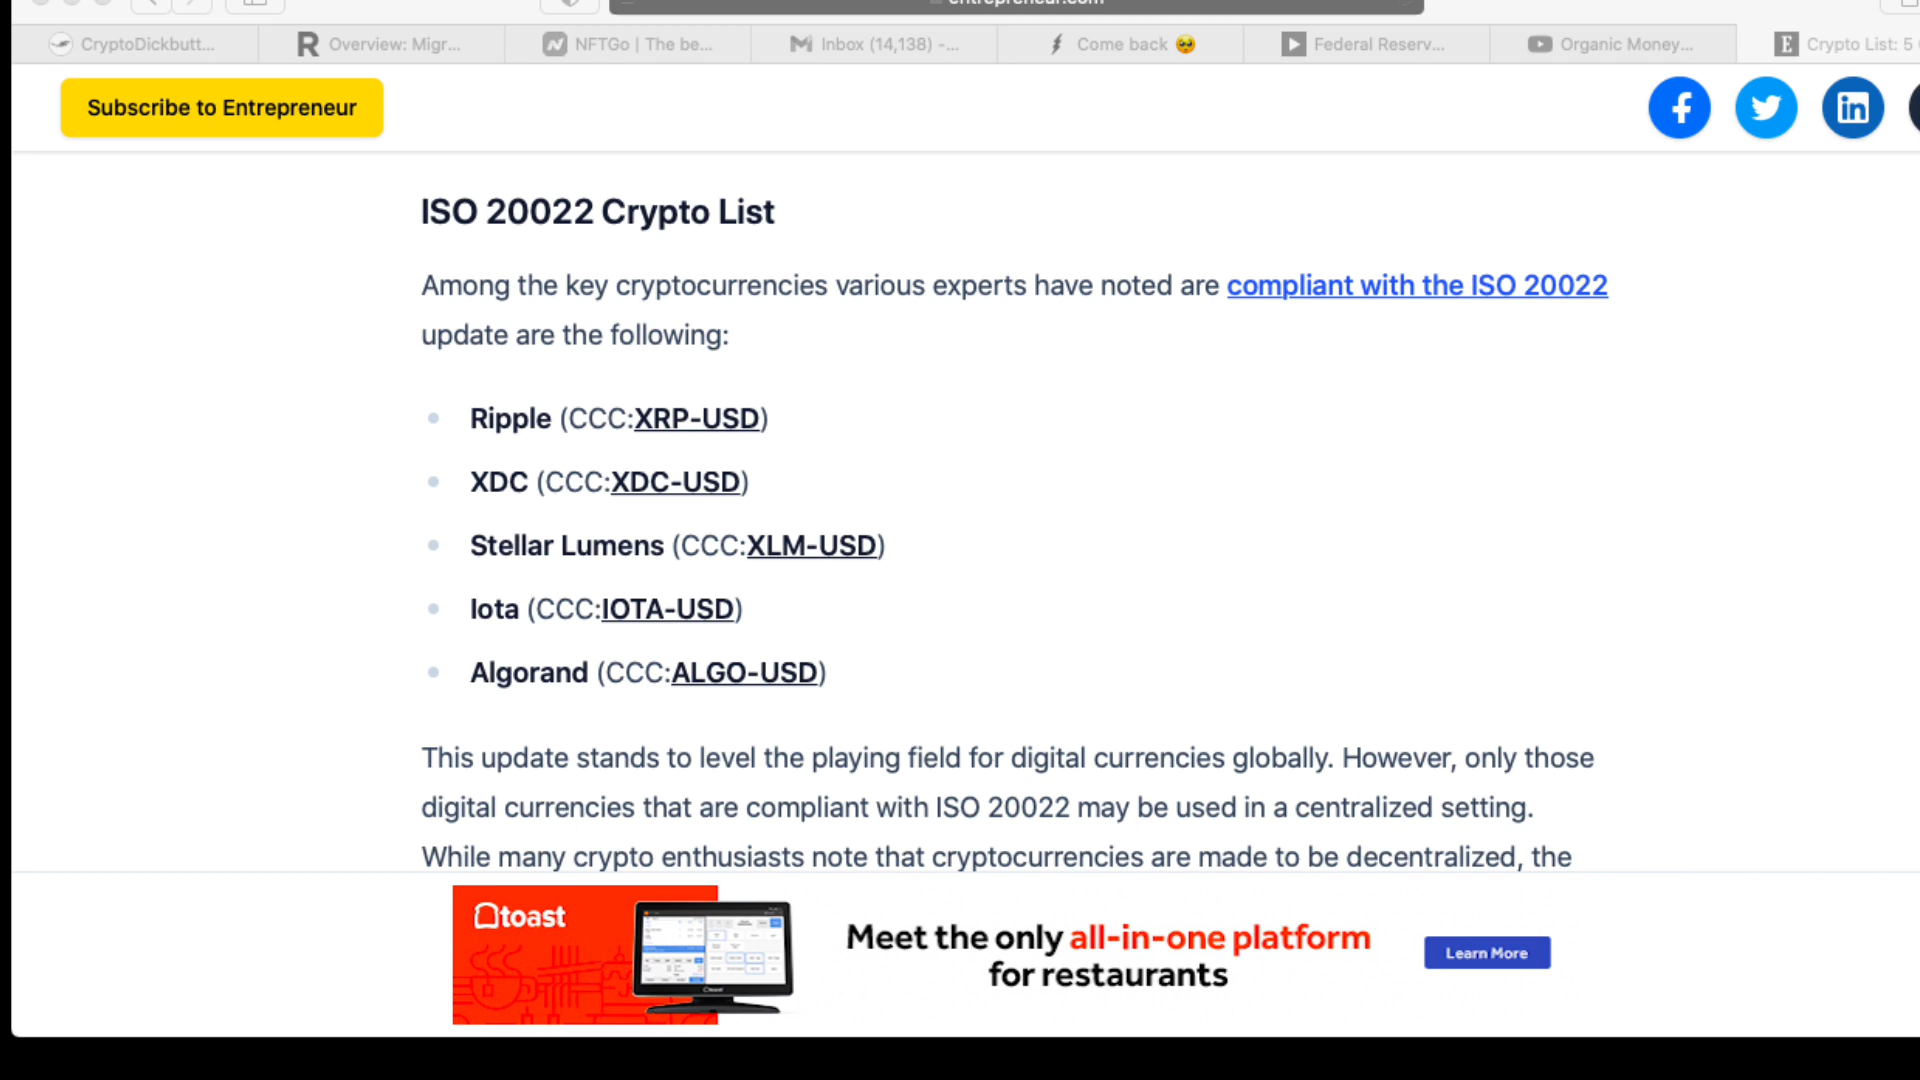 entrepreneur.com
CryptoDickbutt...
Overview: Migr...
NFTGo | The be...
Inbox (14,138) -...
Come back 🥹
Federal Reserv...
Organic Money...
Crypto List: 5
Subscribe to Entrepreneur
ISO 20022 Crypto List
Among the key cryptocurrencies various experts have noted are compliant with the ISO 20022
update are the following:
Ripple (CCC:XRP-USD)
XDC (CCC:XDC-USD)
Stellar Lumens (CCC:XLM-USD)
Iota (CCC:IOTA-USD)
Algorand (CCC:ALGO-USD)
This update stands to level the playing field for digital currencies globally. However, only those
digital currencies that are compliant with ISO 20022 may be used in a centralized setting.
While many crypto enthusiasts note that cryptocurrencies are made to be decentralized, the
toast
Meet the only all-in-one platform
for restaurants
Learn More